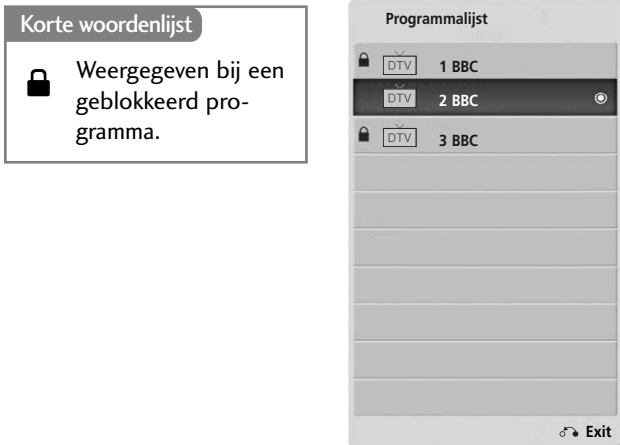 Korte woordenlijst
Weergegeven bij een
geblokkeerd pro-
gramma.
Programmalijst
DTV 1 BBC
DTV 2 BBC
DTV 3 BBC
Exit